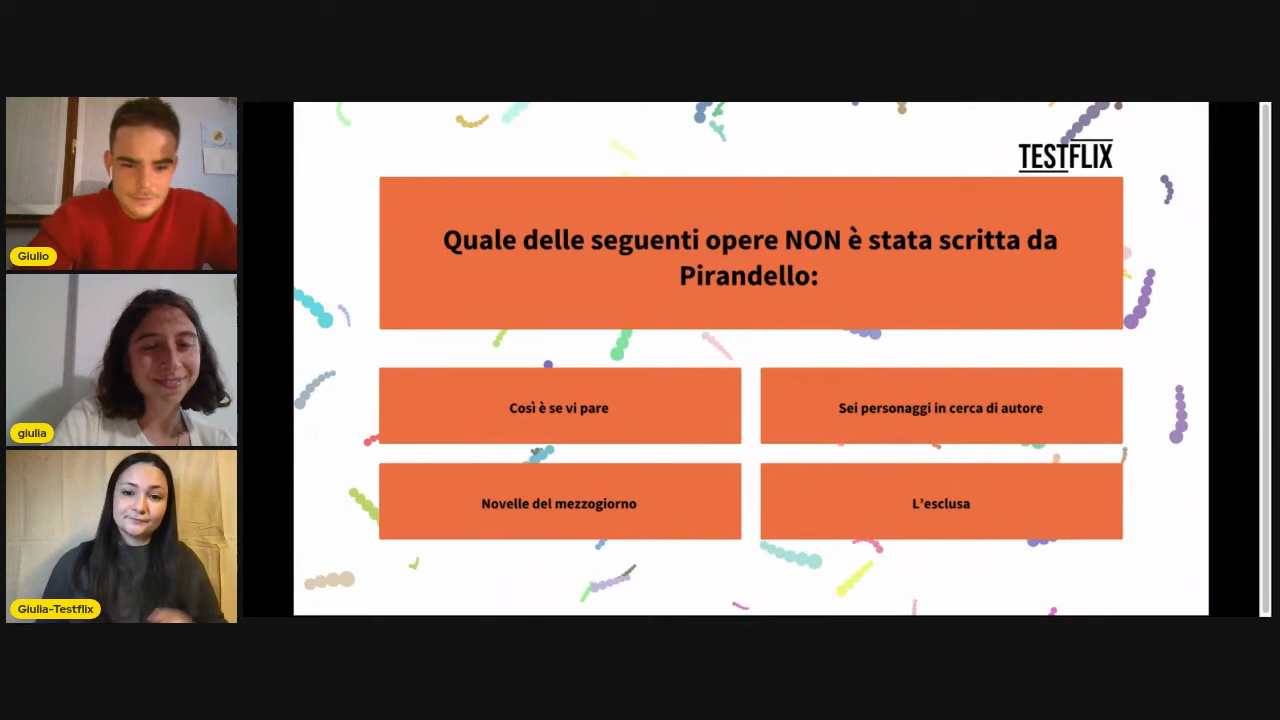 Giulio
giulia
Giulia-Testflix
TESTFLIX
Quale delle seguenti opere NON è stata scritta da
Pirandello:
Così è se vi pare
Sei personaggi in cerca di autore
Novelle del mezzogiorno
L'esclusa